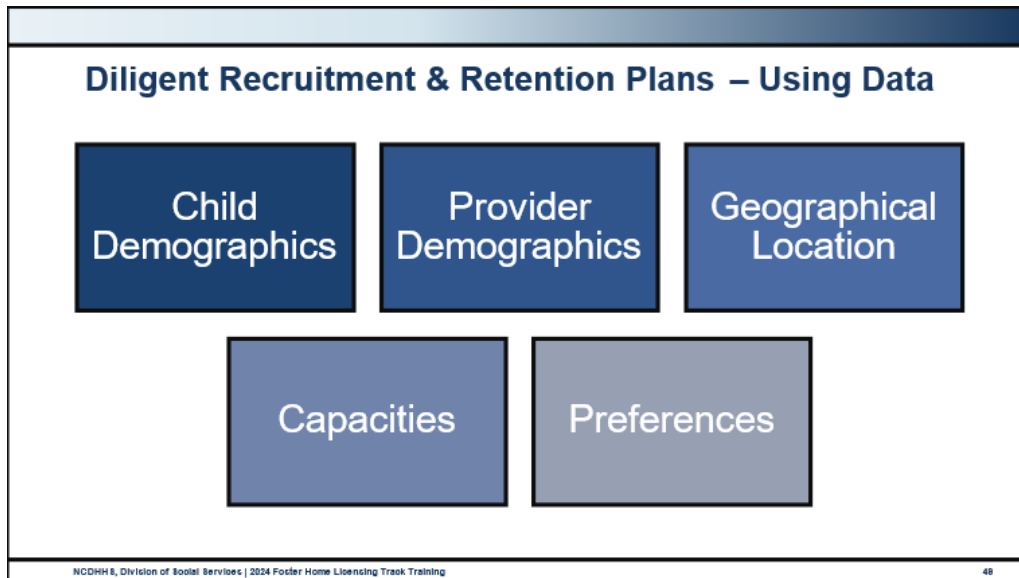 Diligent Recruitment & Retention Plans – Using Data
Child
Demographics
Provider
Demographics
Geographical
Location
Capacities
Preferences
NCDHHS, Division of Social Services | 2024 Foster Home Licensing Track Training
48